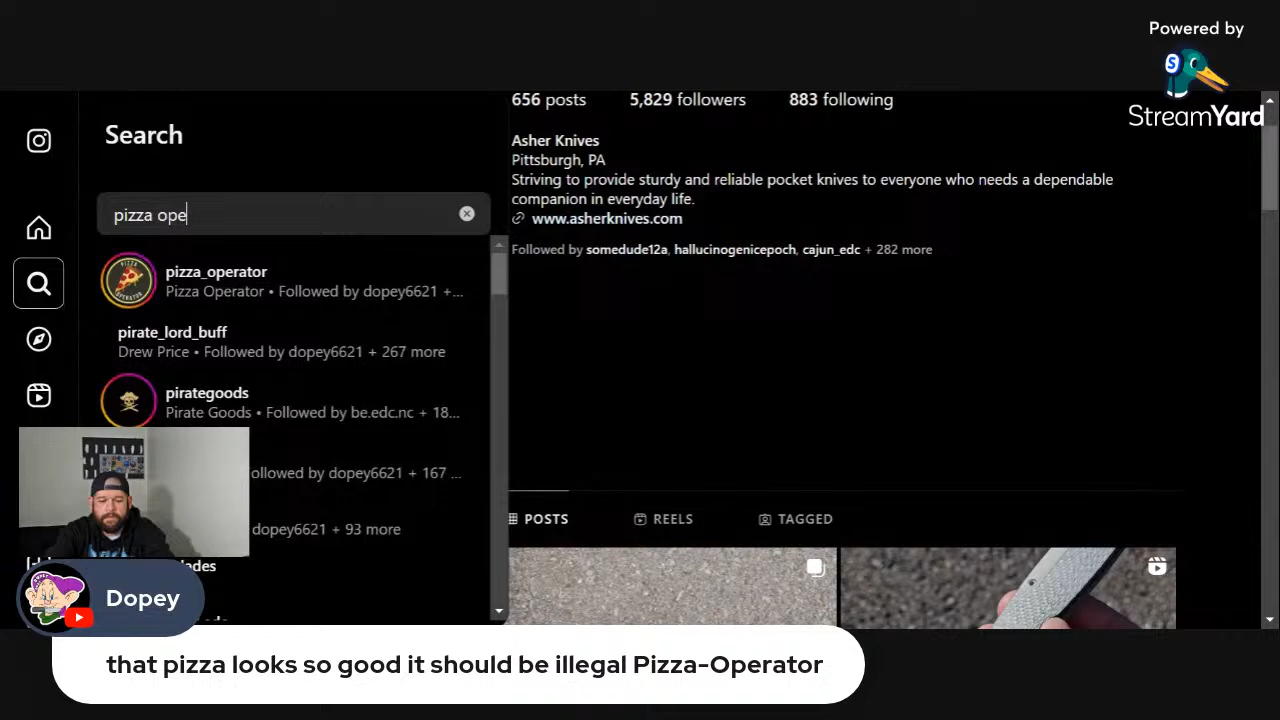 Powered by
StreamYard
656 posts 5,829 followers 883 following
Search
Asher Knives
Pittsburgh, PA
Striving to provide sturdy and reliable pocket knives to everyone who needs a dependable
companion in everyday life.
www.asherknives.com
Followed by somedude12a, hallucinogenicepoch, cajun_edc + 282 more
pizza ope
pizza_operator
Pizza Operator • Followed by dopey6621 +...
pirate_lord_buff
Drew Price • Followed by dopey6621 + 267 more
pirategoods
Pirate Goods • Followed by be.edc.nc + 18...
ollowed by dopey6621 + 167 ...
dopey6621 + 93 more
POSTS REELS TAGGED
lades
Dopey
that pizza looks so good it should be illegal Pizza-Operator